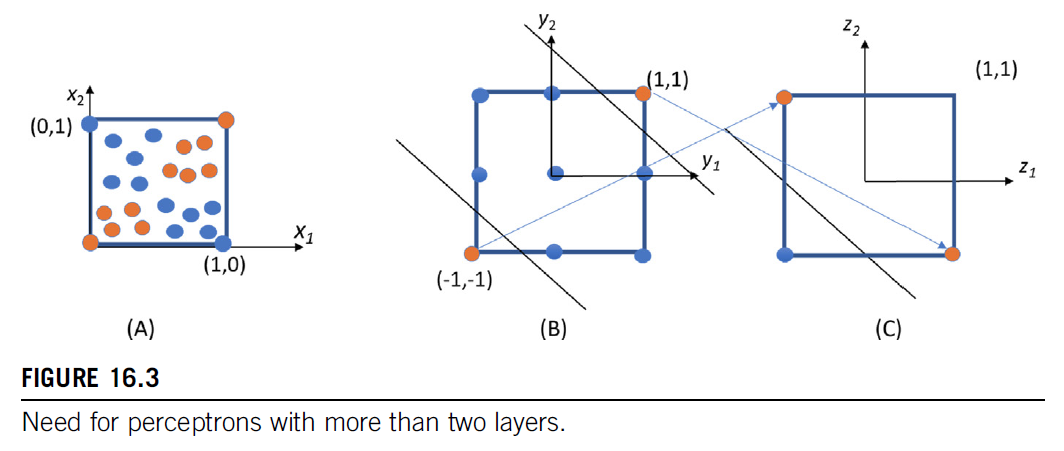 x2
(0,1)
x1
(1,0)
(A)
y2
(1,1)
y1
(-1,-1)
(B)
z2
(1,1)
z1
(C)
FIGURE 16.3
Need for perceptrons with more than two layers.